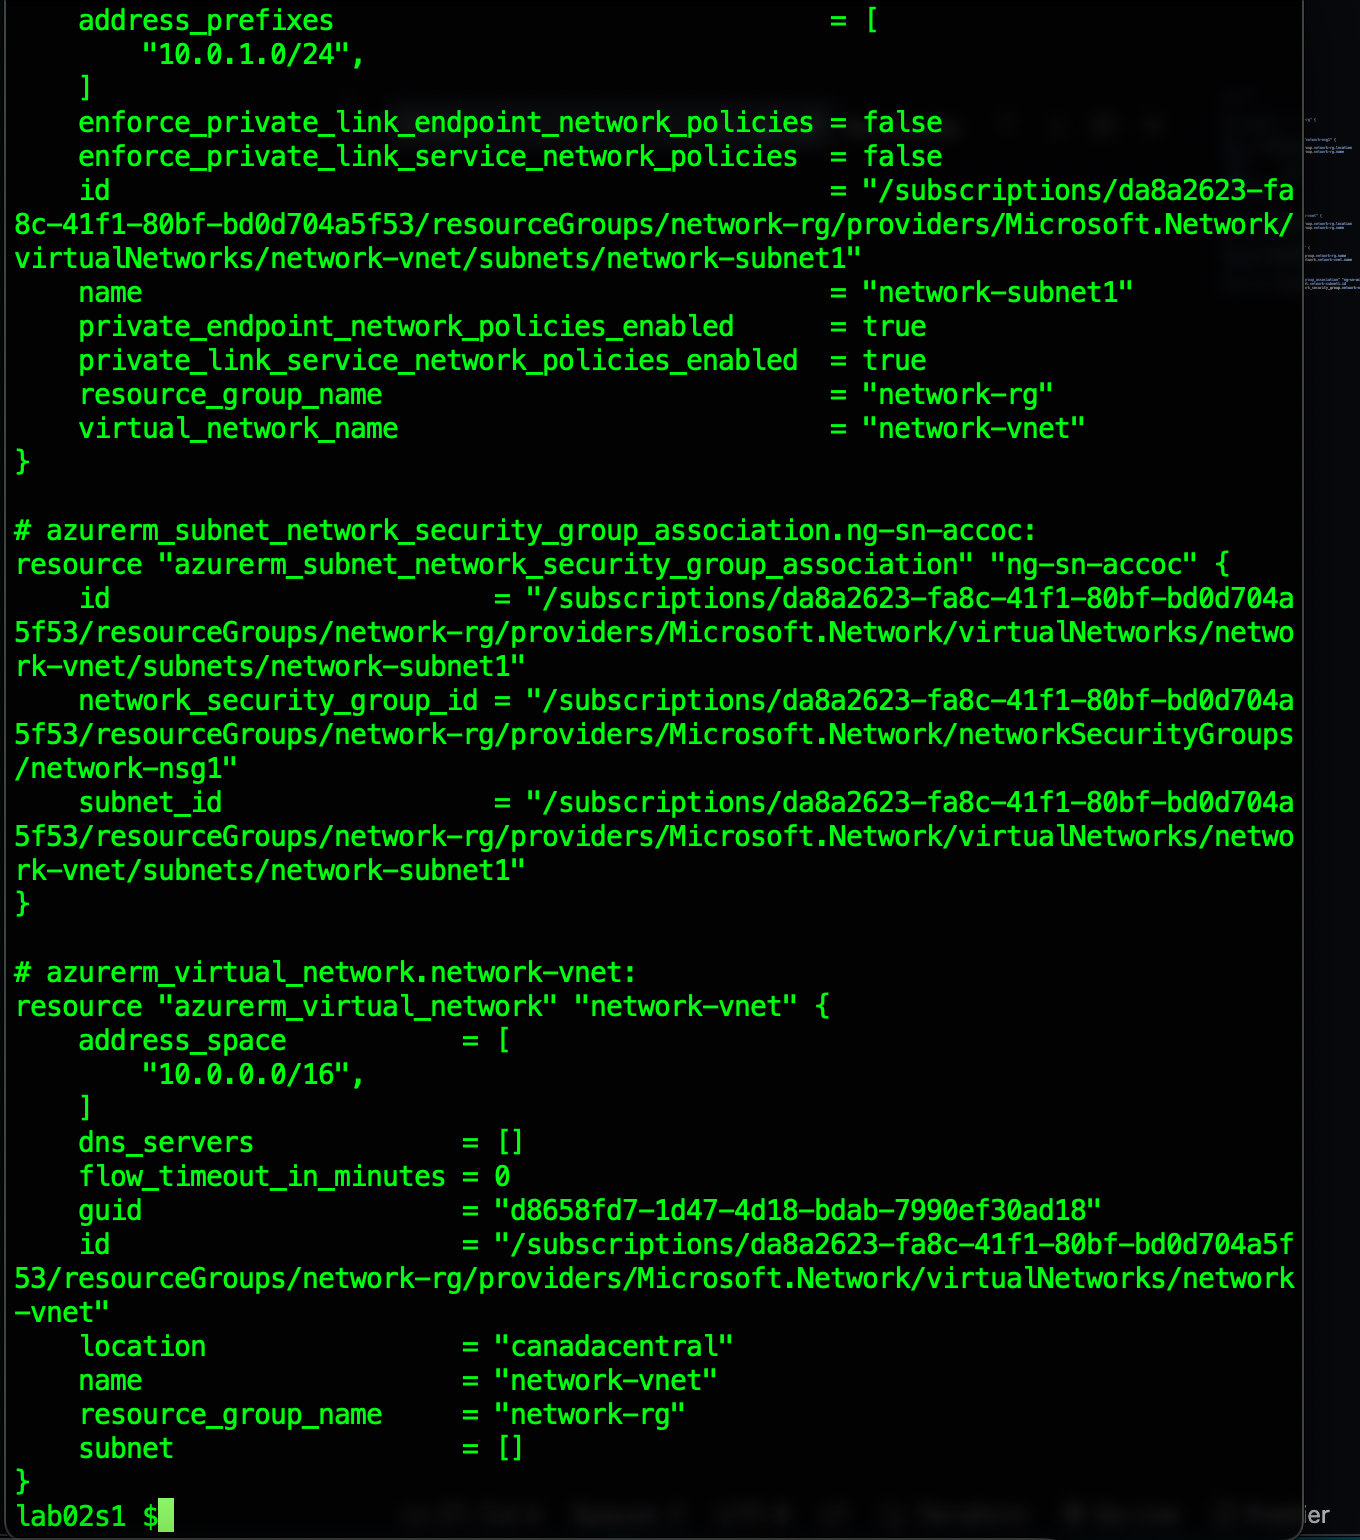 address_prefixes                               = [
        "10.0.1.0/24",
    ]
    enforce_private_link_endpoint_network_policies = false
    enforce_private_link_service_network_policies  = false
    id                                             = "/subscriptions/da8a2623-fa
8c-41f1-80bf-bd0d704a5f53/resourceGroups/network-rg/providers/Microsoft.Network/
virtualNetworks/network-vnet/subnets/network-subnet1"
    name                                           = "network-subnet1"
    private_endpoint_network_policies_enabled      = true
    private_link_service_network_policies_enabled  = true
    resource_group_name                            = "network-rg"
    virtual_network_name                           = "network-vnet"
}

# azurerm_subnet_network_security_group_association.ng-sn-accoc:
resource "azurerm_subnet_network_security_group_association" "ng-sn-accoc" {
    id                        = "/subscriptions/da8a2623-fa8c-41f1-80bf-bd0d704a
5f53/resourceGroups/network-rg/providers/Microsoft.Network/virtualNetworks/netwo
rk-vnet/subnets/network-subnet1"
    network_security_group_id = "/subscriptions/da8a2623-fa8c-41f1-80bf-bd0d704a
5f53/resourceGroups/network-rg/providers/Microsoft.Network/networkSecurityGroups
/network-nsg1"
    subnet_id                 = "/subscriptions/da8a2623-fa8c-41f1-80bf-bd0d704a
5f53/resourceGroups/network-rg/providers/Microsoft.Network/virtualNetworks/netwo
rk-vnet/subnets/network-subnet1"
}

# azurerm_virtual_network.network-vnet:
resource "azurerm_virtual_network" "network-vnet" {
    address_space           = [
        "10.0.0.0/16",
    ]
    dns_servers             = []
    flow_timeout_in_minutes = 0
    guid                    = "d8658fd7-1d47-4d18-bdab-7990ef30ad18"
    id                      = "/subscriptions/da8a2623-fa8c-41f1-80bf-bd0d704a5f
53/resourceGroups/network-rg/providers/Microsoft.Network/virtualNetworks/network
-vnet"
    location                = "canadacentral"
    name                    = "network-vnet"
    resource_group_name     = "network-rg"
    subnet                  = []
}
lab02s1 $